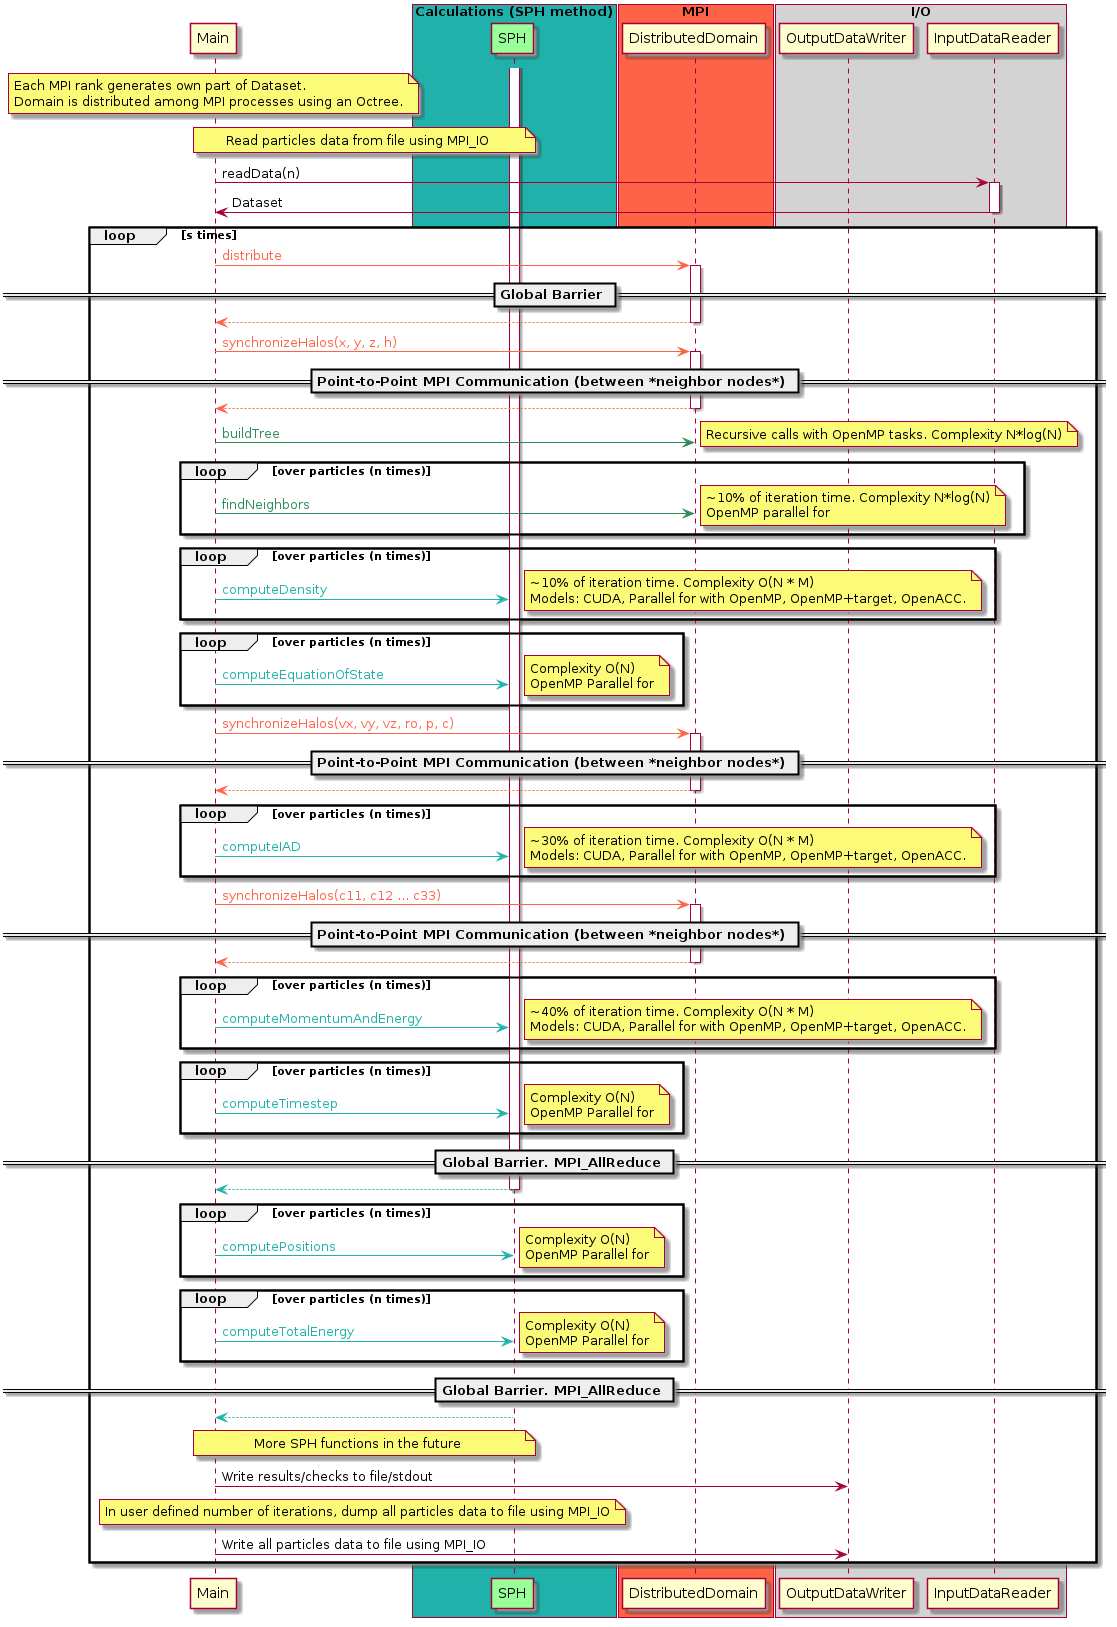 Calculations (SPH method)
MPI
I/O
Main
SPH
DistributedDomain
OutputDataWriter
InputDataReader
Each MPI rank generates own part of Dataset.
Domain is distributed among MPI processes using an Octree.
Read particles data from file using MPI_IO
readData(n)
Dataset
loop
[s times]
distribute
Global Barrier
synchronizeHalos(x, y, z, h)
Point-to-Point MPI Communication (between *neighbor nodes*)
buildTree
Recursive calls with OpenMP tasks. Complexity N*log(N)
loop
[over particles (n times)]
findNeighbors
~10% of iteration time. Complexity N*log(N)
OpenMP parallel for
loop
[over particles (n times)]
computeDensity
~10% of iteration time. Complexity O(N * M)
Models: CUDA, Parallel for with OpenMP, OpenMP+target, OpenACC.
loop
[over particles (n times)]
computeEquationOfState
Complexity O(N)
OpenMP Parallel for
synchronizeHalos(vx, vy, vz, ro, p, c)
Point-to-Point MPI Communication (between *neighbor nodes*)
loop
[over particles (n times)]
computeIAD
~30% of iteration time. Complexity O(N * M)
Models: CUDA, Parallel for with OpenMP, OpenMP+target, OpenACC.
synchronizeHalos(c11, c12 ... c33)
Point-to-Point MPI Communication (between *neighbor nodes*)
loop
[over particles (n times)]
computeMomentumAndEnergy
~40% of iteration time. Complexity O(N * M)
Models: CUDA, Parallel for with OpenMP, OpenMP+target, OpenACC.
loop
[over particles (n times)]
computeTimestep
Complexity O(N)
OpenMP Parallel for
Global Barrier. MPI_AllReduce
loop
[over particles (n times)]
computePositions
Complexity O(N)
OpenMP Parallel for
loop
[over particles (n times)]
computeTotalEnergy
Complexity O(N)
OpenMP Parallel for
Global Barrier. MPI_AllReduce
More SPH functions in the future
Write results/checks to file/stdout
In user defined number of iterations, dump all particles data to file using MPI_IO
Write all particles data to file using MPI_IO
Main
SPH
DistributedDomain
OutputDataWriter
InputDataReader